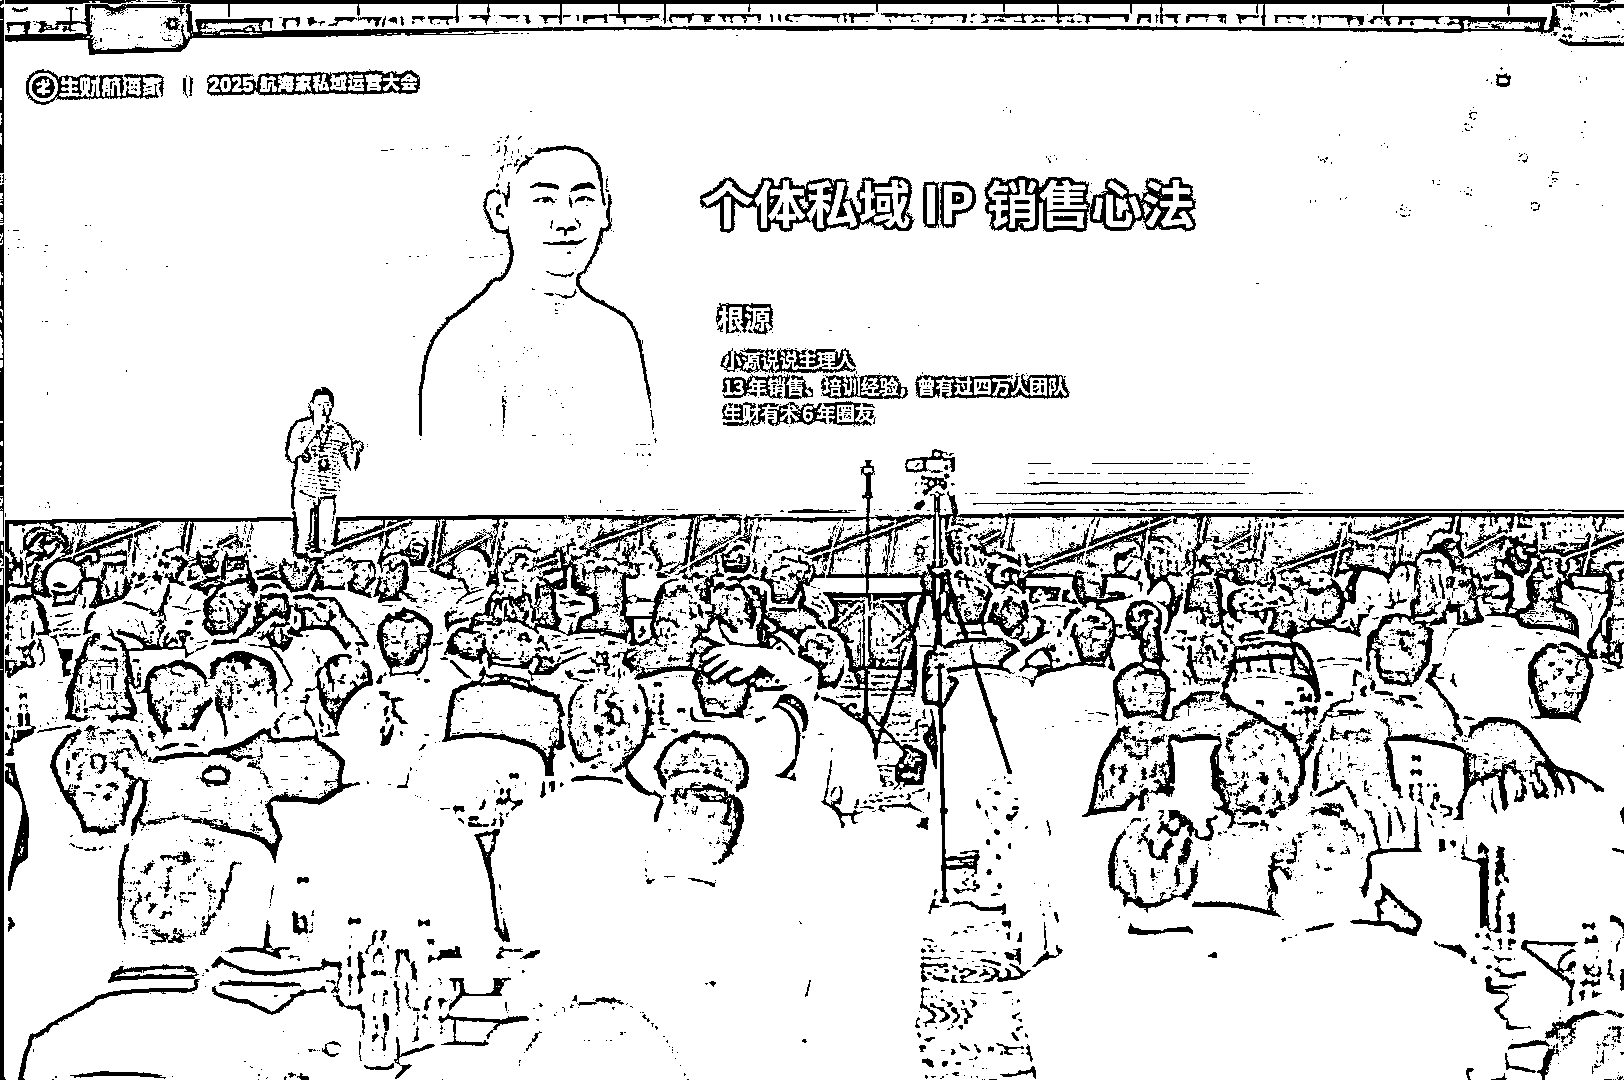 生财航海家 || 2025 航海家私域运营大会
个体私域 IP 销售心法
根源
小源说说主理人
13 年销售、培训经验，曾有过四万人团队
生财有术 6 年圈友